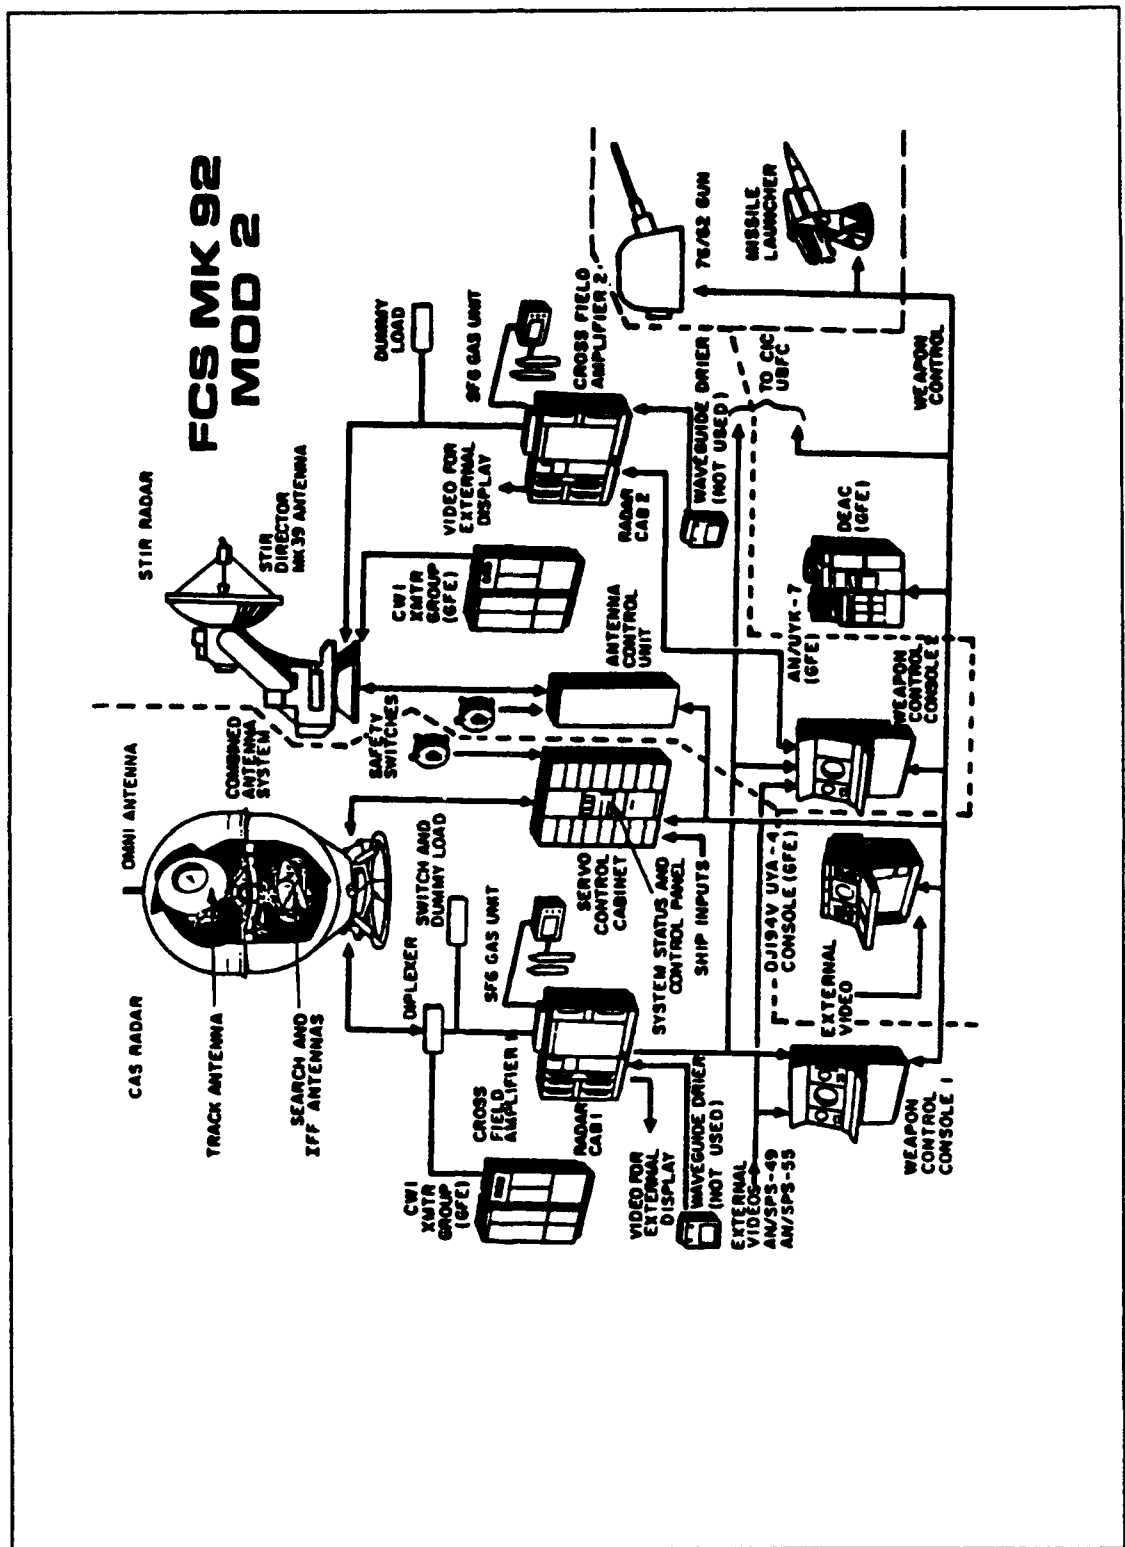 FCS MK 92
MOD 2
CAS RADAR
OMNI ANTENNA
STIR RADAR
TRACK ANTENNA
SEARCH AND
IFF ANTENNAS
COMBINED
ANTENNA
SYSTEM
STIR
DIRECTOR
MK 39 ANTENNA
SAFETY
SWITCHES
DUMMY
LOAD
CWI
XMTR
GROUP
(GFE)
DIPLEXER
SWITCH AND
DUMMY LOAD
CWI
XMTR
GROUP
(GFE)
VIDEO FOR
EXTERNAL
DISPLAY
SF6 GAS UNIT
CROSS
FIELD
AMPLIFIER 1
SF6 GAS UNIT
RADAR
CAB 1
SERVO
CONTROL
CABINET
ANTENNA
CONTROL
UNIT
RADAR
CAB 2
CROSS FIELD
AMPLIFIER 2
VIDEO FOR
EXTERNAL
DISPLAY
WAVEGUIDE DRIER
(NOT USED)
SYSTEM STATUS AND
CONTROL PANEL
SHIP INPUTS
WAVEGUIDE DRIER
(NOT USED)
76/62 GUN
EXTERNAL
VIDEOS
AN/SPS-49
AN/SPS-55
OJ194V UYA-4
CONSOLE (GFE)
TO CIC
UBFC
MISSILE
LAUNCHER
EXTERNAL
VIDEO
AN/UYK-7
(GFE)
DEAC
(GFE)
WEAPON
CONTROL
CONSOLE 1
WEAPON
CONTROL
CONSOLE 2
WEAPON
CONTROL